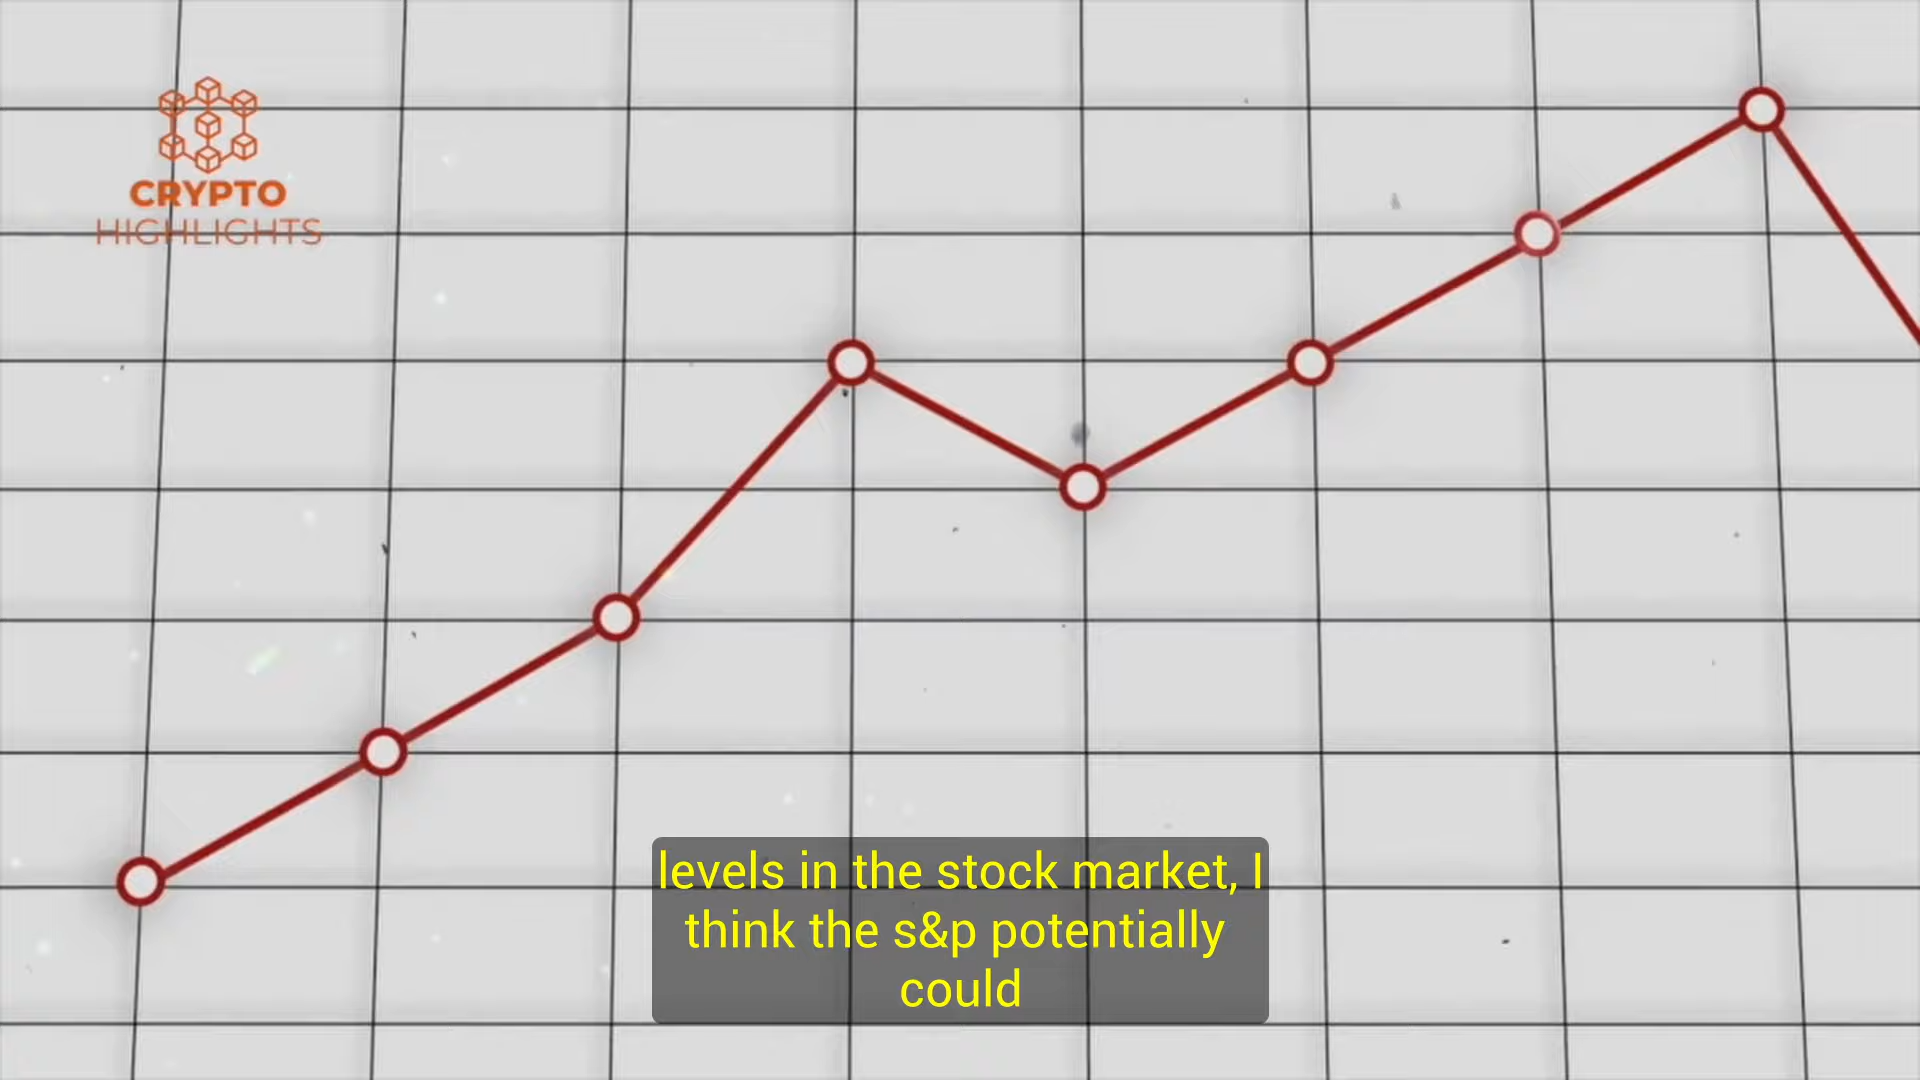 CRYPTO
HIGHLIGHTS
levels in the stock market, I
think the s&p potentially
could